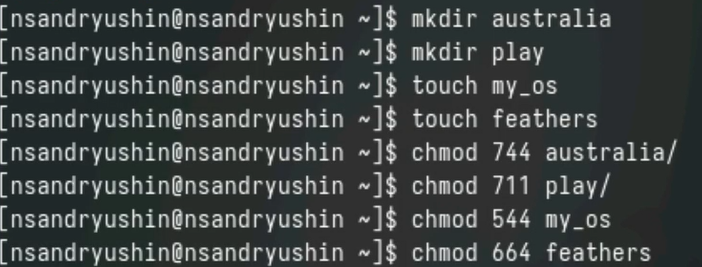 [nsandryushin@nsandryushin ~]$ mkdir australia
[nsandryushin@nsandryushin ~]$ mkdir play
[nsandryushin@nsandryushin ~]$ touch my_os
[nsandryushin@nsandryushin ~]$ touch feathers
[nsandryushin@nsandryushin ~]$ chmod 744 australia/
[nsandryushin@nsandryushin ~]$ chmod 711 play/
[nsandryushin@nsandryushin ~]$ chmod 544 my_os
[nsandryushin@nsandryushin ~]$ chmod 664 feathers